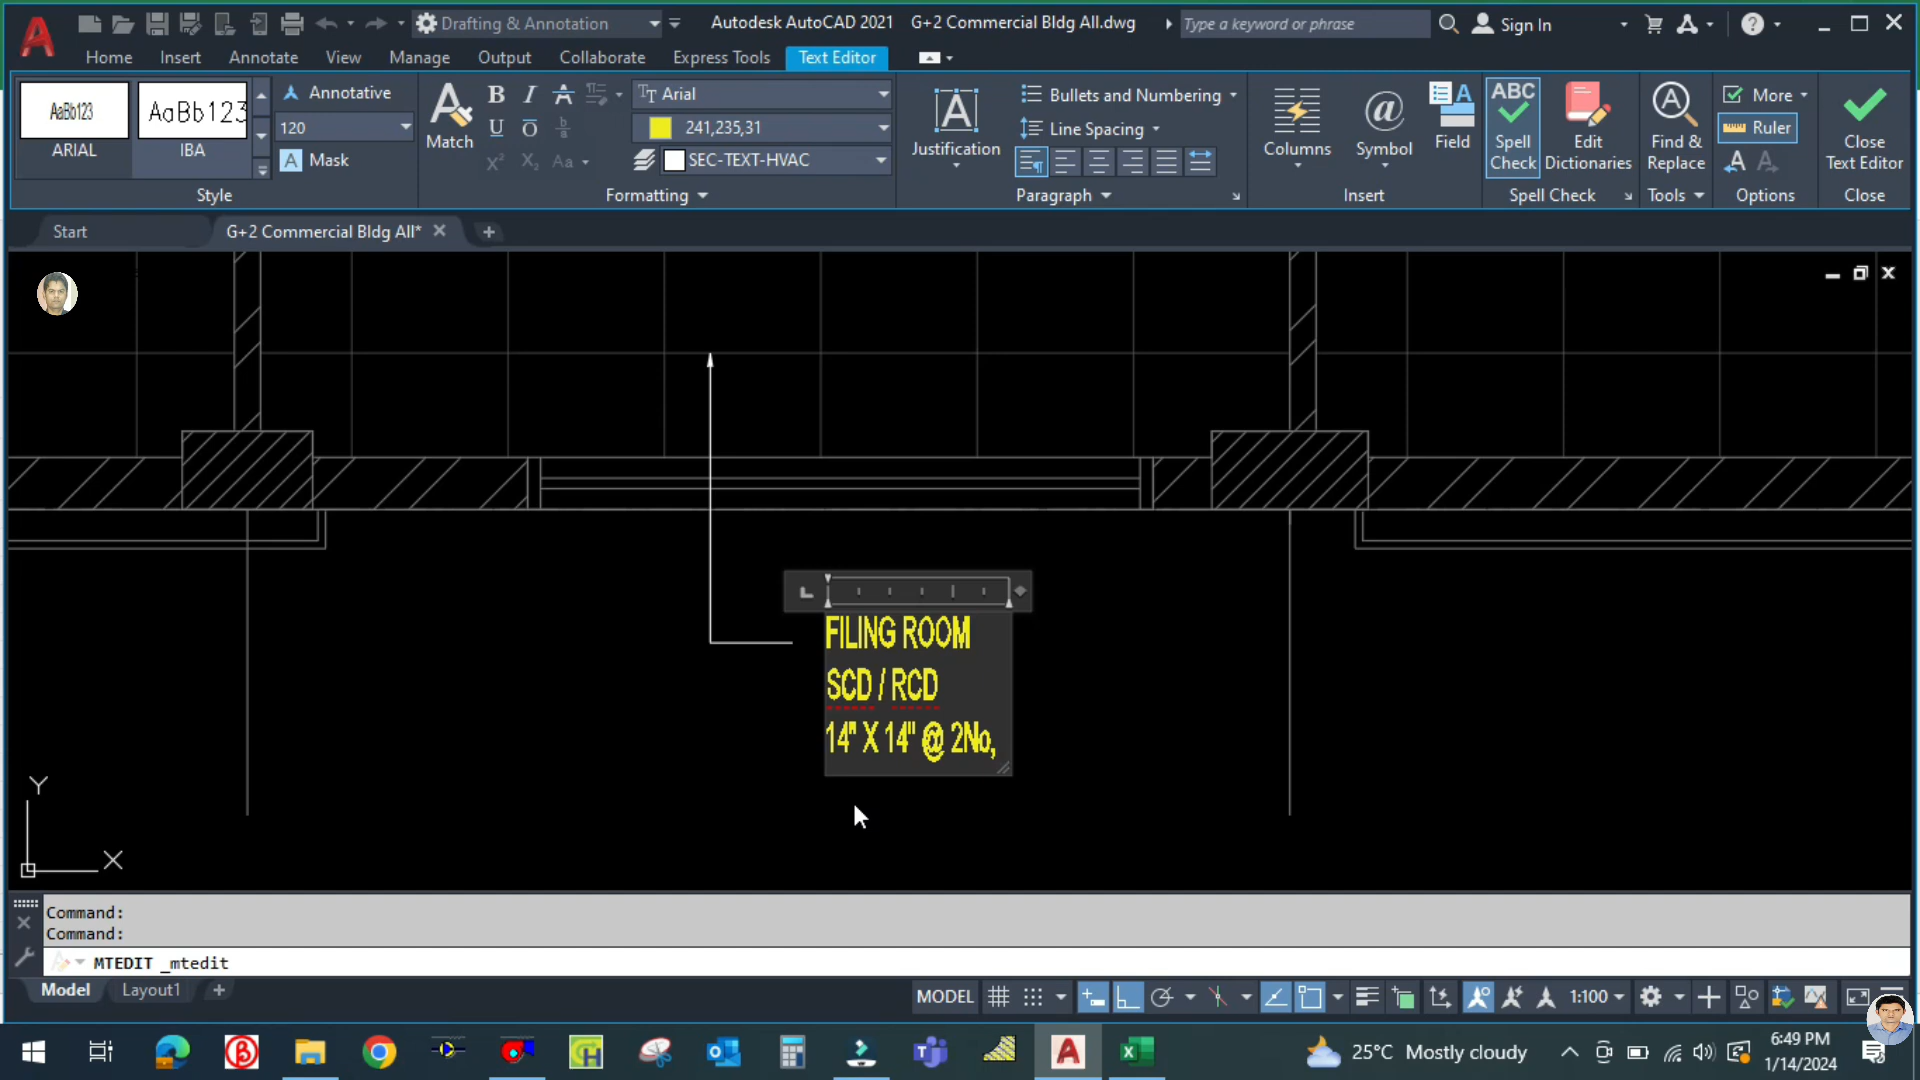 Drafting & Annotation
Autodesk AutoCAD 2021 G+2 Commercial Bldg All.dwg
Type a keyword or phrase
Sign In
Home Insert Annotate View Manage Output Collaborate Express Tools Text Editor
AaBb123
ARIAL
AaBb123
IBA
Annotative
120
Mask
Style
Match
Arial
241,235,31
SEC-TEXT-HVAC
Formatting
Justification
Bullets and Numbering
Line Spacing
Paragraph
Columns
Symbol
Field
Insert
ABC
Spell
Check
Edit
Dictionaries
Spell Check
Find &
Replace
Tools
More
Ruler
Options
Close
Text Editor
Close
Start
G+2 Commercial Bldg All*
FILING ROOM
SCD / RCD
14" X 14" @ 2No,
Y
X
Command:
Command:
MTEDIT _mtedit
Model Layout1
MODEL
1:100
25°C Mostly cloudy
6:49 PM
1/14/2024